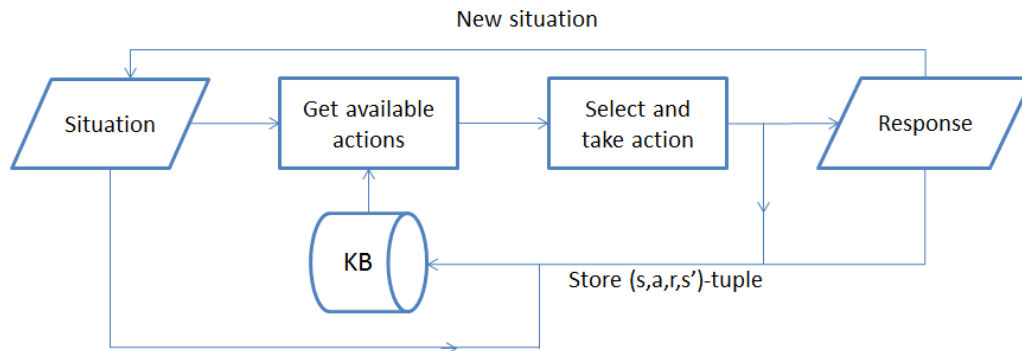 New situation
Situation
Get available
actions
Select and
take action
Response
KB
Store (s,a,r,s’)-tuple